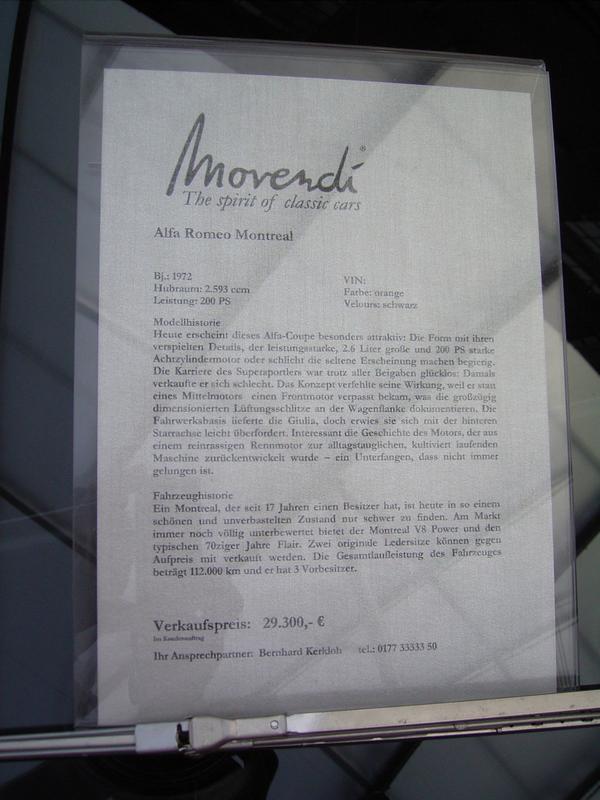 Movendi®
The spirit of classic cars
Alfa Romeo Montreal
Bj.: 1972
Hubraum: 2.593 ccm
Leistung: 200 PS
VIN:
Farbe: orange
Velours: schwarz
Modellhistorie
Heute erscheint dieses Alfa-Coupe besonders attraktiv: Die Form mit ihren
verspielten Details, der leistungsstarke, 2.6 Liter große und 200 PS starke
Achtzylindermotor oder schlicht die seltene Erscheinung machen begierig.
Die Karriere des Supersportlers war trotz aller Beigaben glücklos: Damals
verkaufte er sich schlecht. Das Konzept verfehlte seine Wirkung, weil er statt
eines Mittelmotors einen Frontmotor verpasst bekam, was die großzügig
dimensionierten Lüftungsschlitze an der Wagenflanke dokumentieren. Die
Fahrwerksbasis lieferte die Giulia, doch erwies sie sich mit der hinteren
Starrachse leicht überfordert. Interessant die Geschichte des Motors, der aus
einem reinrassigen Rennmotor zur alltagstauglichen, kultiviert laufenden
Maschine zurückentwickelt wurde – ein Unterfangen, dass nicht immer
gelungen ist.
Fahrzeughistorie
Ein Montreal, der seit 17 Jahren einen Besitzer hat, ist heute in so einem
schönen und unverbastelten Zustand nur schwer zu finden. Am Markt
immer noch völlig unterbewertet bietet der Montreal V8 Power und den
typischen 70ziger Jahre Flair. Zwei originale Ledersitze können gegen
Aufpreis mit verkauft werden. Die Gesamtlaufleistung des Fahrzeuges
beträgt 112.000 km und er hat 3 Vorbesitzer.
Verkaufspreis: 29.300,- €
Im Kundenauftrag
Ihr Ansprechpartner: Bernhard Kerkloh tel.: 0177 33333 50